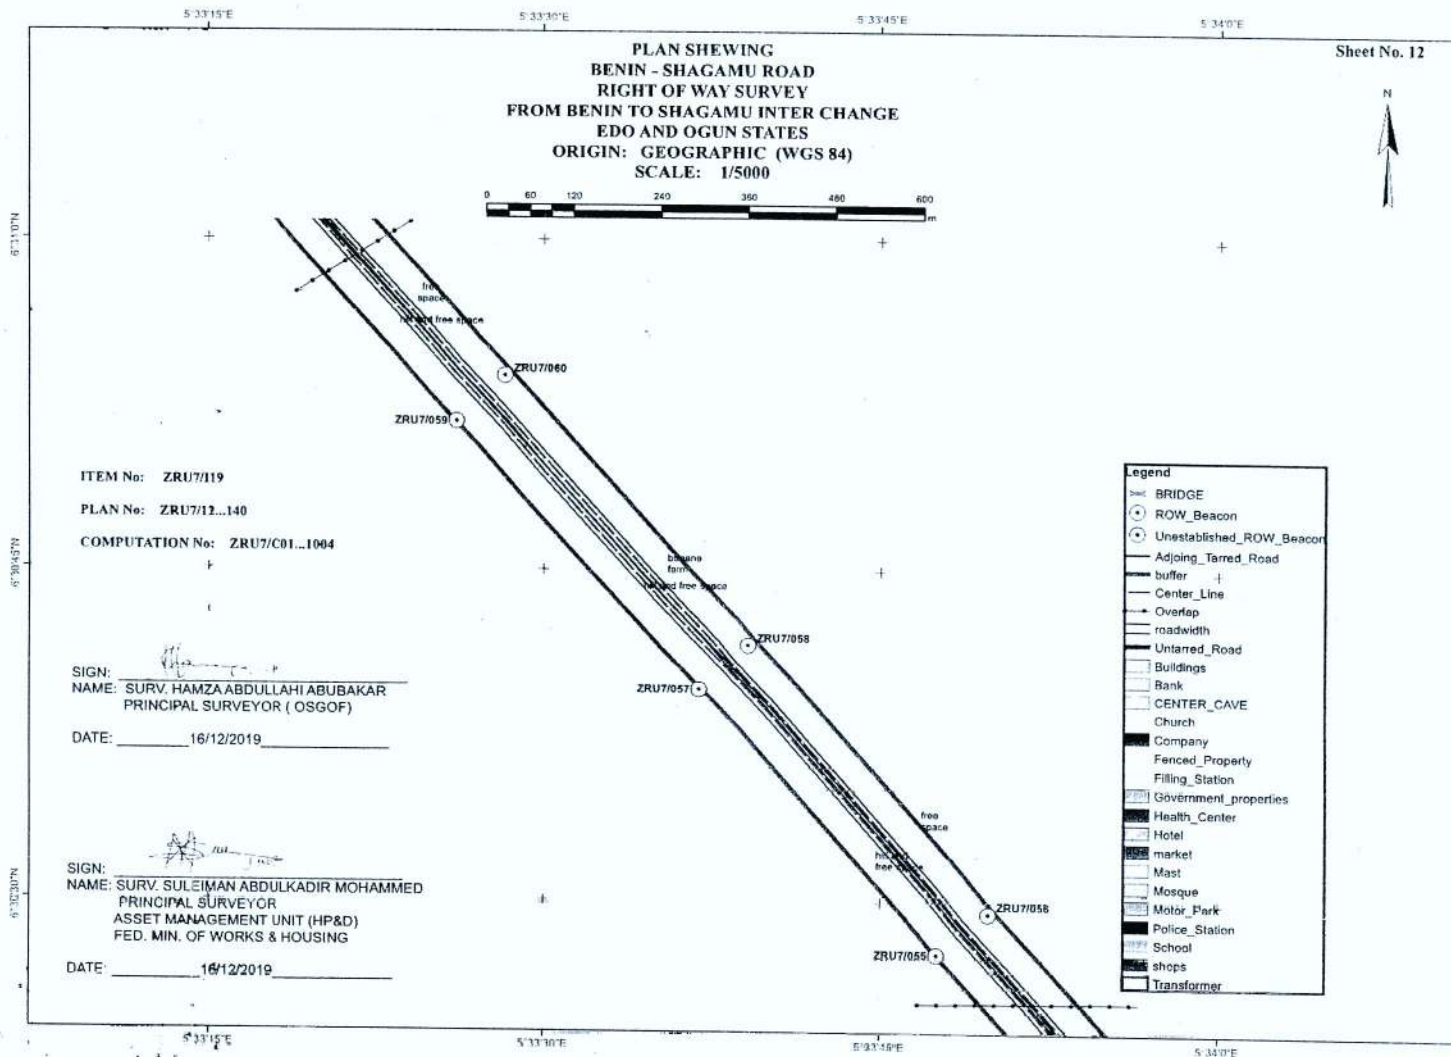 5°33'15"E 5°33'30"E 5°33'45"E 5°34'0"E
PLAN SHEWING
BENIN - SHAGAMU ROAD
RIGHT OF WAY SURVEY
FROM BENIN TO SHAGAMU INTER CHANGE
EDO AND OGUN STATES
ORIGIN: GEOGRAPHIC (WGS 84)
SCALE: 1/5000
Sheet No. 12
N
0 60 120 240 360 480 600
m
6°31'0"N
free
space
free space
ZRU7/060
ZRU7/059
ITEM No: ZRU7/119
PLAN No: ZRU7/12...140
COMPUTATION No: ZRU7/C01...1004
6°30'45"N
farm
and free space
ZRU7/058
ZRU7/057
SIGN:
NAME: SURV. HAMZA ABDULLAHI ABUBAKAR
PRINCIPAL SURVEYOR ( OSGOF)
DATE: 16/12/2019
free
space
free space
6°30'30"N
ZRU7/056
ZRU7/055
SIGN:
NAME: SURV. SULEIMAN ABDULKADIR MOHAMMED
PRINCIPAL SURVEYOR
ASSET MANAGEMENT UNIT (HP&D)
FED. MIN. OF WORKS & HOUSING
DATE: 16/12/2019
Legend
BRIDGE
ROW_Beacon
Unestablished_ROW_Beacon
Adjoing_Tarred_Road
buffer
Center_Line
Overlap
roadwidth
Untarred_Road
Buildings
Bank
CENTER_CAVE
Church
Company
Fenced_Property
Filling_Station
Government_properties
Health_Center
Hotel
market
Mast
Mosque
Motor_Park
Police_Station
School
shops
Transformer
5°33'15"E 5°33'30"E 5°33'45"E 5°34'0"E